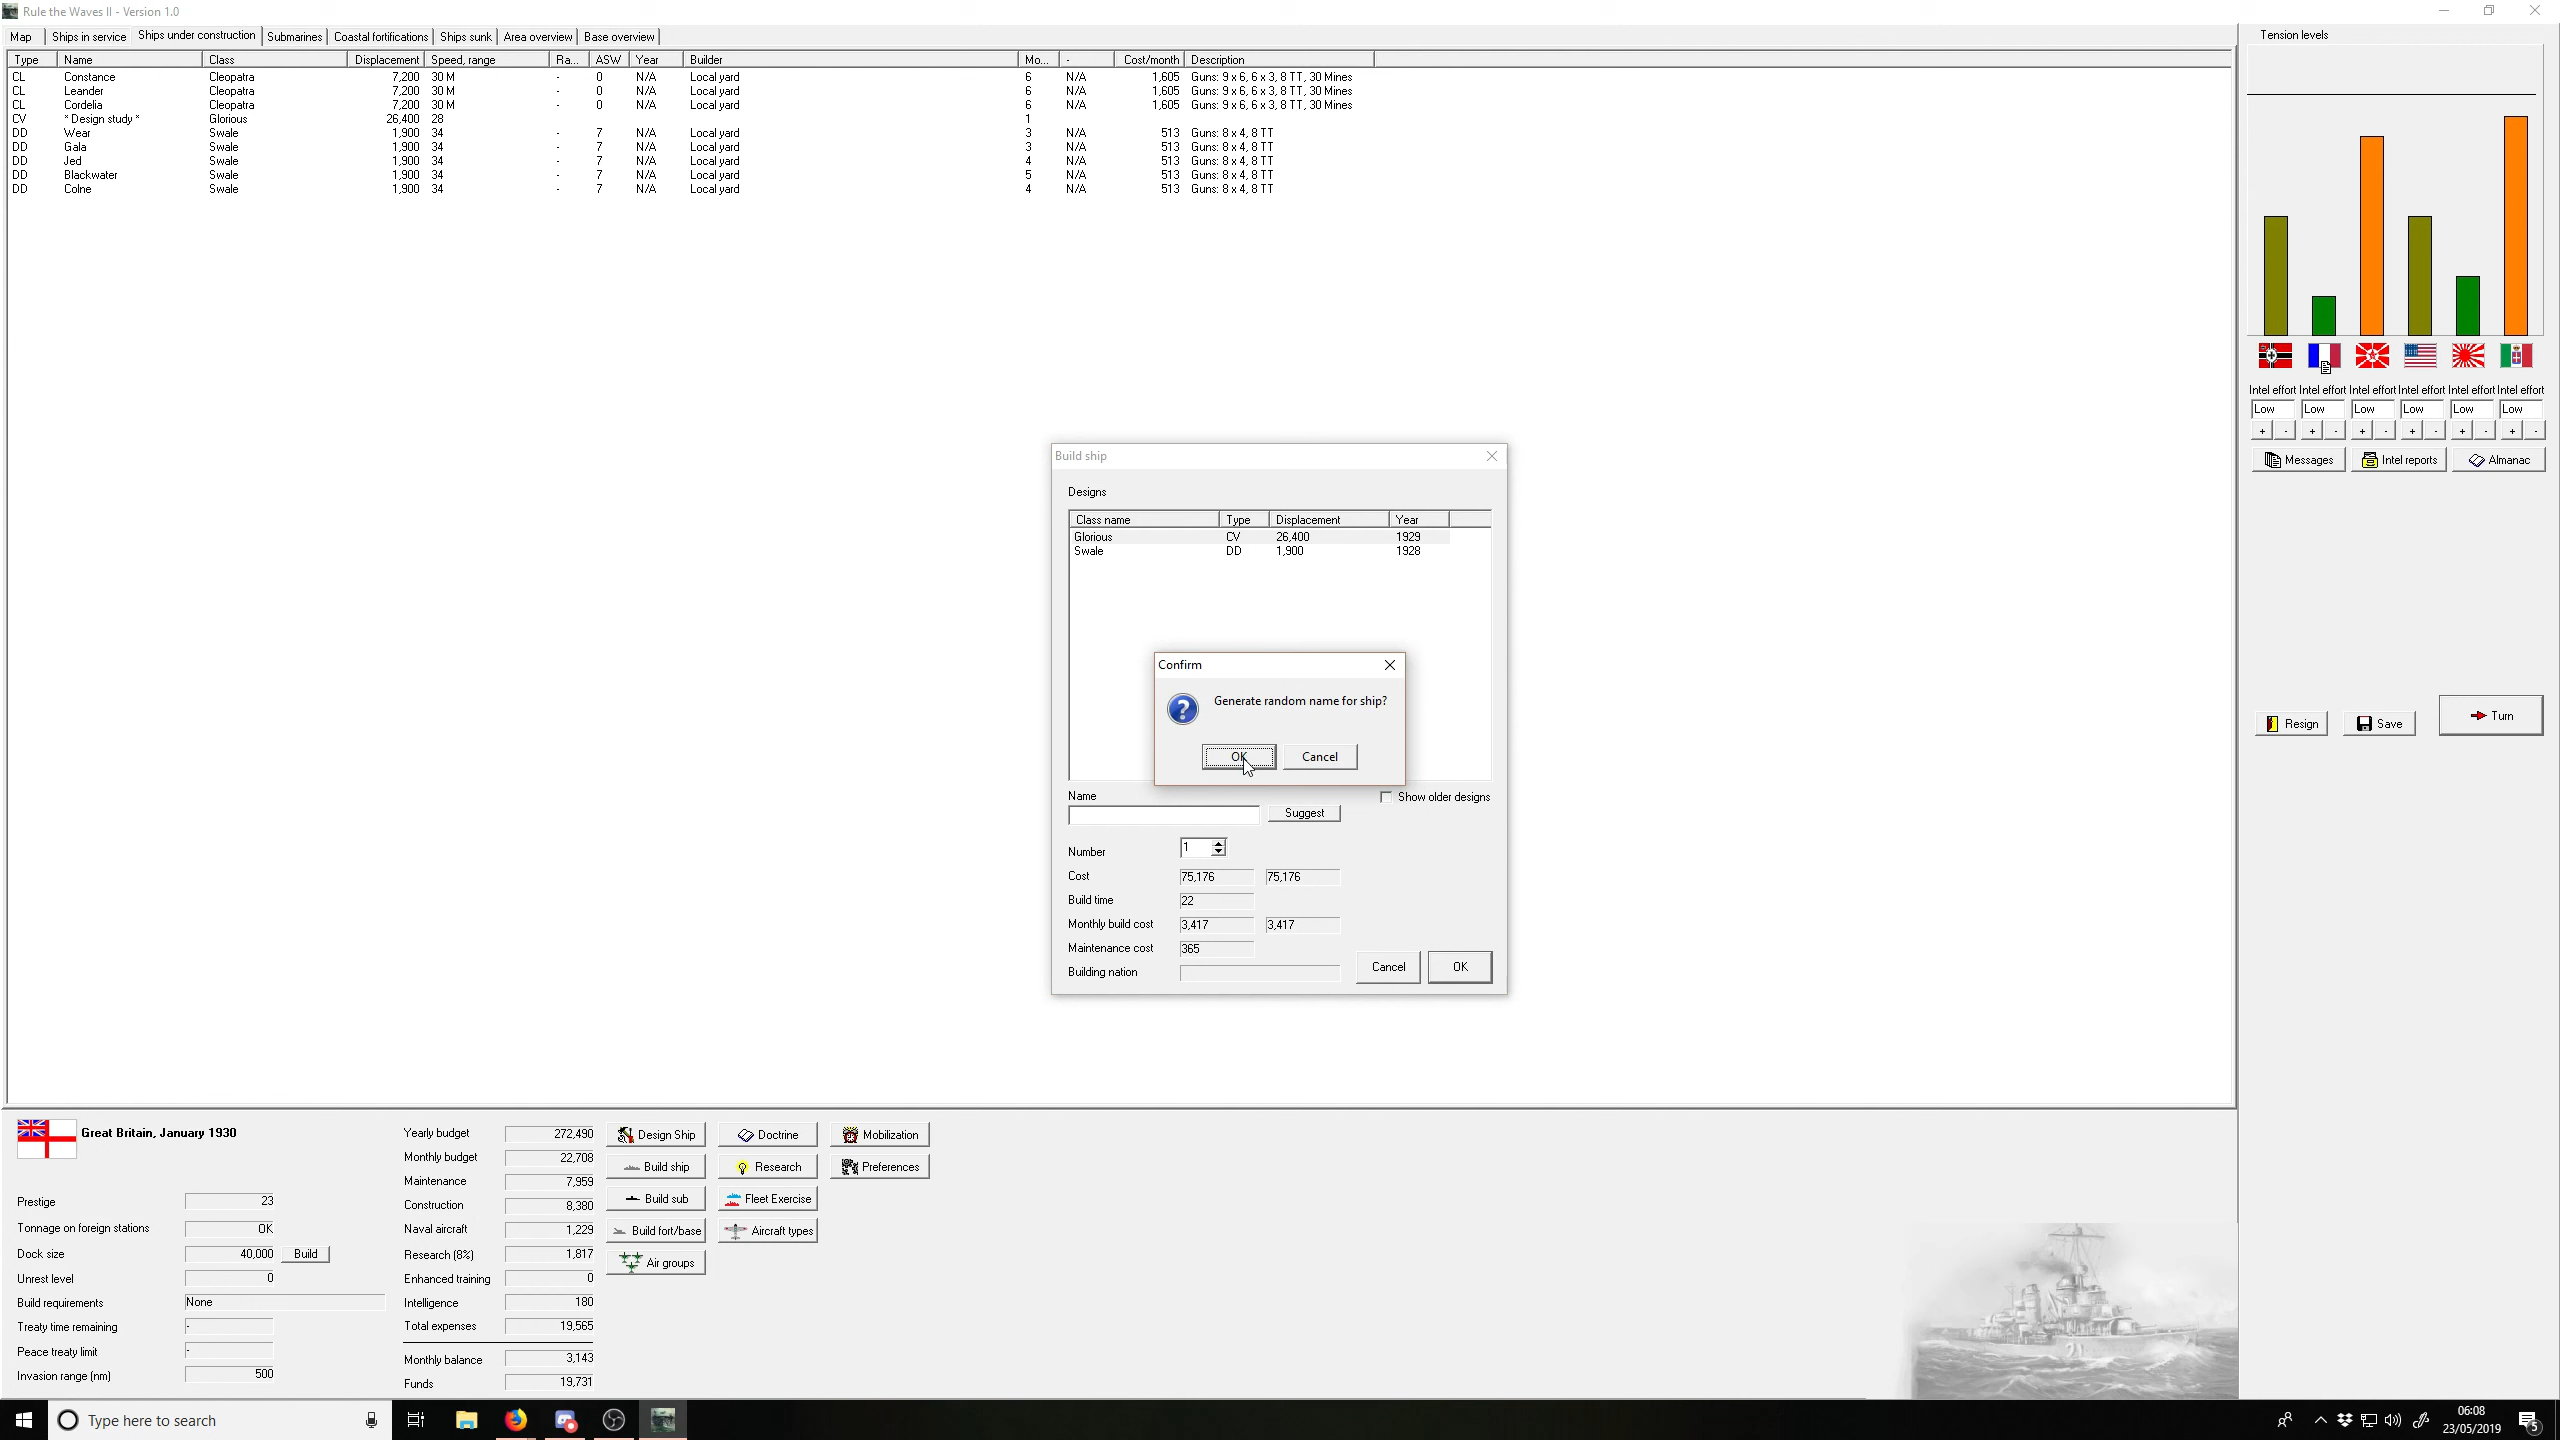 Rule the Waves II - Version 1.0
Map Ships in service Ships under construction Submarines Coastal fortifications Ships sunk Area overview Base overview
Type Name Class Displacement Speed, range Ra... ASW Year Builder Mo... - Cost/month Description
CL Constance Cleopatra 7,200 30 M - 0 N/A Local yard 6 N/A 1,605 Guns: 9 x 6, 6 x 3, 8 TT, 30 Mines
CL Leander Cleopatra 7,200 30 M - 0 N/A Local yard 6 N/A 1,605 Guns: 9 x 6, 6 x 3, 8 TT, 30 Mines
CL Cordelia Cleopatra 7,200 30 M - 0 N/A Local yard 6 N/A 1,605 Guns: 9 x 6, 6 x 3, 8 TT, 30 Mines
CV * Design study * Glorious 26,400 28 1
DD Wear Swale 1,900 34 - 7 N/A Local yard 3 N/A 513 Guns: 8 x 4, 8 TT
DD Gala Swale 1,900 34 - 7 N/A Local yard 3 N/A 513 Guns: 8 x 4, 8 TT
DD Jed Swale 1,900 34 - 7 N/A Local yard 4 N/A 513 Guns: 8 x 4, 8 TT
DD Blackwater Swale 1,900 34 - 7 N/A Local yard 5 N/A 513 Guns: 8 x 4, 8 TT
DD Colne Swale 1,900 34 - 7 N/A Local yard 4 N/A 513 Guns: 8 x 4, 8 TT
Tension levels
Intel effort Intel effort Intel effort Intel effort Intel effort Intel effort
Low Low Low Low Low Low
+ - + - + - + - + - + -
Messages Intel reports Almanac
Resign Save Turn
Build ship
Designs
Class name Type Displacement Year
Glorious CV 26,400 1929
Swale DD 1,900 1928
Confirm
Generate random name for ship?
OK Cancel
Name Show older designs
Suggest
Number 1
Cost 75,176 75,176
Build time 22
Monthly build cost 3,417 3,417
Maintenance cost 365
Building nation
Cancel OK
Great Britain, January 1930
Prestige 23
Tonnage on foreign stations OK
Dock size 40,000 Build
Unrest level 0
Build requirements None
Treaty time remaining -
Peace treaty limit -
Invasion range (nm) 500
Yearly budget 272,490
Monthly budget 22,708
Maintenance 7,959
Construction 8,380
Naval aircraft 1,229
Research (8%) 1,817
Enhanced training 0
Intelligence 180
Total expenses 19,565
Monthly balance 3,143
Funds 19,731
Design Ship Doctrine Mobilization
Build ship Research Preferences
Build sub Fleet Exercise
Build fort/base Aircraft types
Air groups
Type here to search
06:08
23/05/2019
5